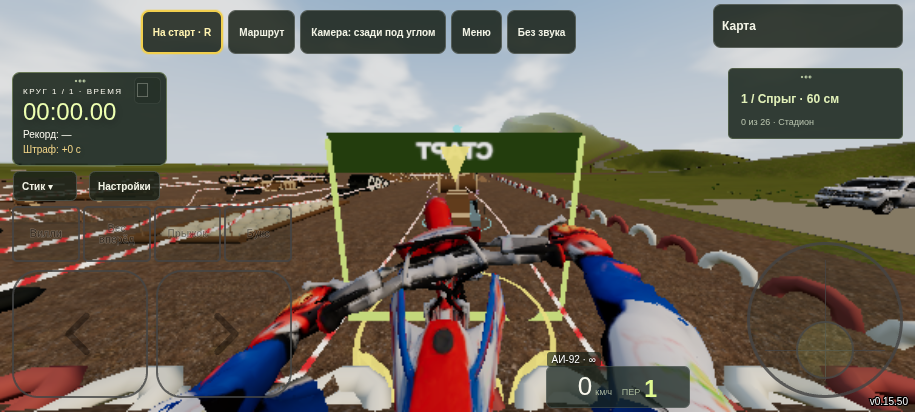 На старт · R
Маршрут
Камера: сзади под углом
Меню
Без звука
Карта
КРУГ 1 / 1 · ВРЕМЯ
00:00.00
Рекорд: —
Штраф: +0 с
1 / Спрыг · 60 см
0 из 26 · Стадион
СТАРТ
Стик ▾
Настройки
АИ-92 · ∞
0 км/ч ПЕР 1
v0.15:50